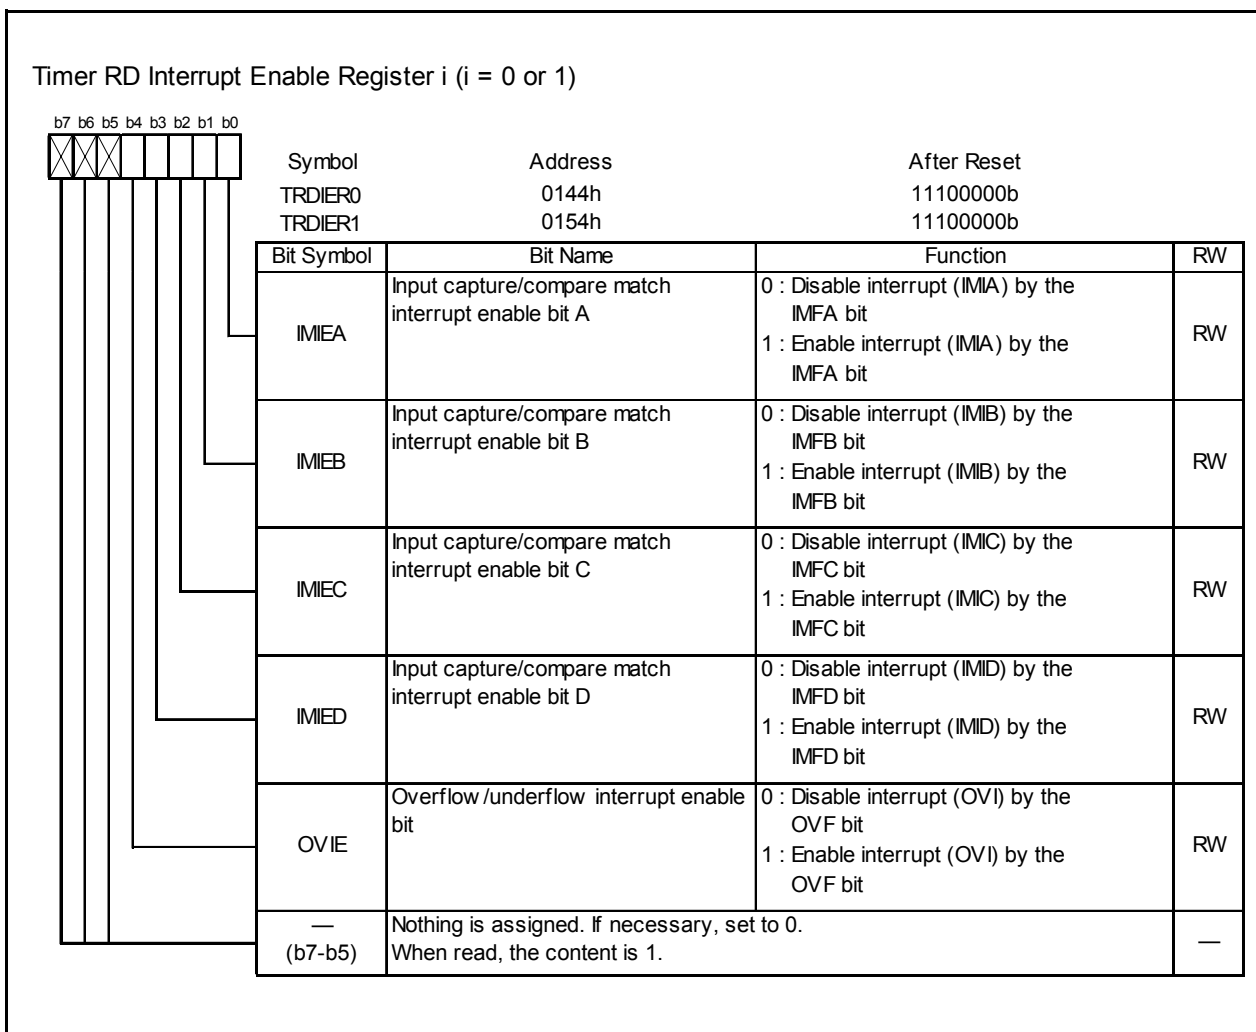 Timer RD Interrupt Enable Register i (i = 0 or 1)
b7 b6 b5 b4 b3 b2 b1 b0
Symbol Address After Reset
TRDIER0 0144h 11100000b
TRDIER1 0154h 11100000b
Bit Symbol Bit Name Function RW
IMIEA
Input capture/compare match
interrupt enable bit A
0 : Disable interrupt (IMIA) by the
IMFA bit
1 : Enable interrupt (IMIA) by the
IMFA bit
RW
IMIEB
Input capture/compare match
interrupt enable bit B
0 : Disable interrupt (IMIB) by the
IMFB bit
1 : Enable interrupt (IMIB) by the
IMFB bit
RW
IMIEC
Input capture/compare match
interrupt enable bit C
0 : Disable interrupt (IMIC) by the
IMFC bit
1 : Enable interrupt (IMIC) by the
IMFC bit
RW
IMIED
Input capture/compare match
interrupt enable bit D
0 : Disable interrupt (IMID) by the
IMFD bit
1 : Enable interrupt (IMID) by the
IMFD bit
RW
OVIE
Overflow/underflow interrupt enable
bit
0 : Disable interrupt (OVI) by the
OVF bit
1 : Enable interrupt (OVI) by the
OVF bit
RW
—
(b7-b5)
Nothing is assigned. If necessary, set to 0.
When read, the content is 1.
—